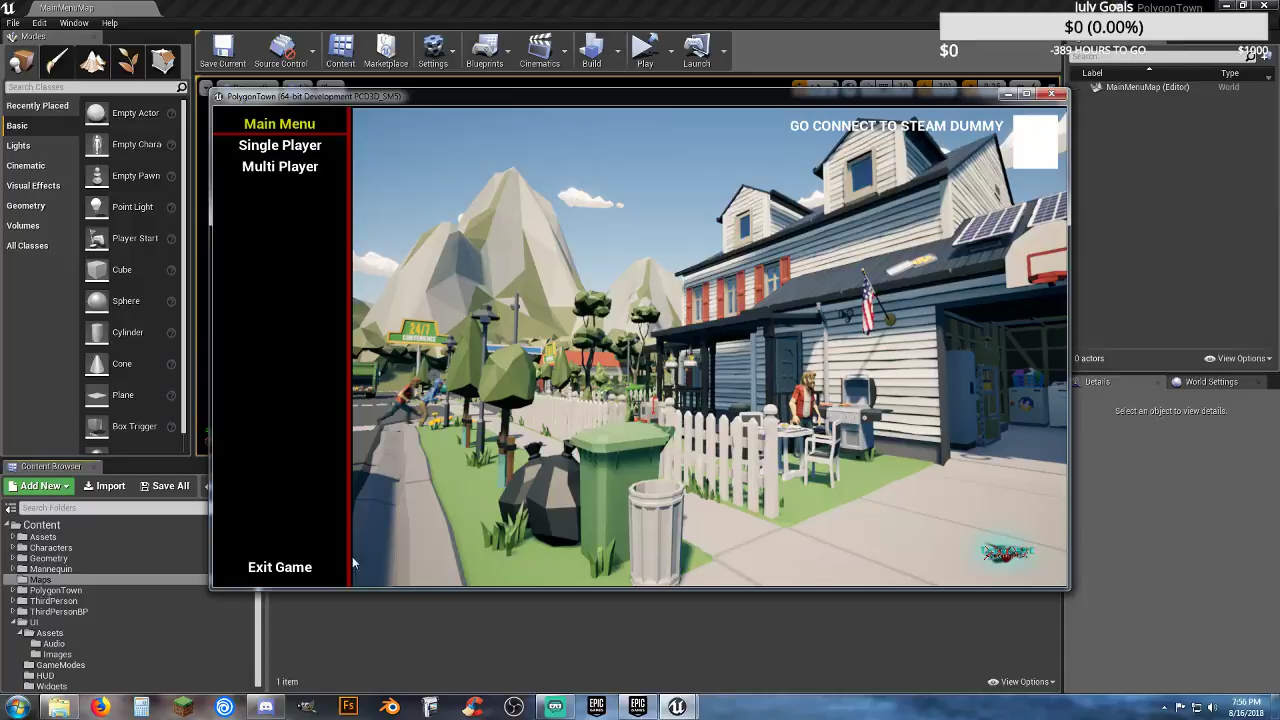 MainMenuMap
July Goals
PolygonTown
File Edit Window Help
$0 (0.00%)
$0 -389 HOURS TO GO $1000
Modes
Save Current Source Control Content Marketplace Settings Blueprints Cinematics Build Play Launch
Search Classes
Search
Label Type
MainMenuMap (Editor) World
Recently Placed
Basic
Lights
Cinematic
Visual Effects
Geometry
Volumes
All Classes
Empty Actor
Empty Chara
Empty Pawn
Point Light
Player Start
Cube
Sphere
Cylinder
Cone
Plane
Box Trigger
PolygonTown (64-bit Development PCD3D_SM5)
Main Menu
Single Player
Multi Player
Exit Game
GO CONNECT TO STEAM DUMMY
24/7
CONVENIENCE
0 actors View Options
Details World Settings
Select an object to view details.
Content Browser
Add New Import Save All
Search Folders
Content
Assets
Characters
Geometry
Mannequin
Maps
PolygonTown
ThirdPerson
ThirdPersonBP
UI
Assets
Audio
Images
GameModes
HUD
Widgets
1 item View Options
Fs
EPIC GAMES
EPIC GAMES
7:56 PM
8/16/2018